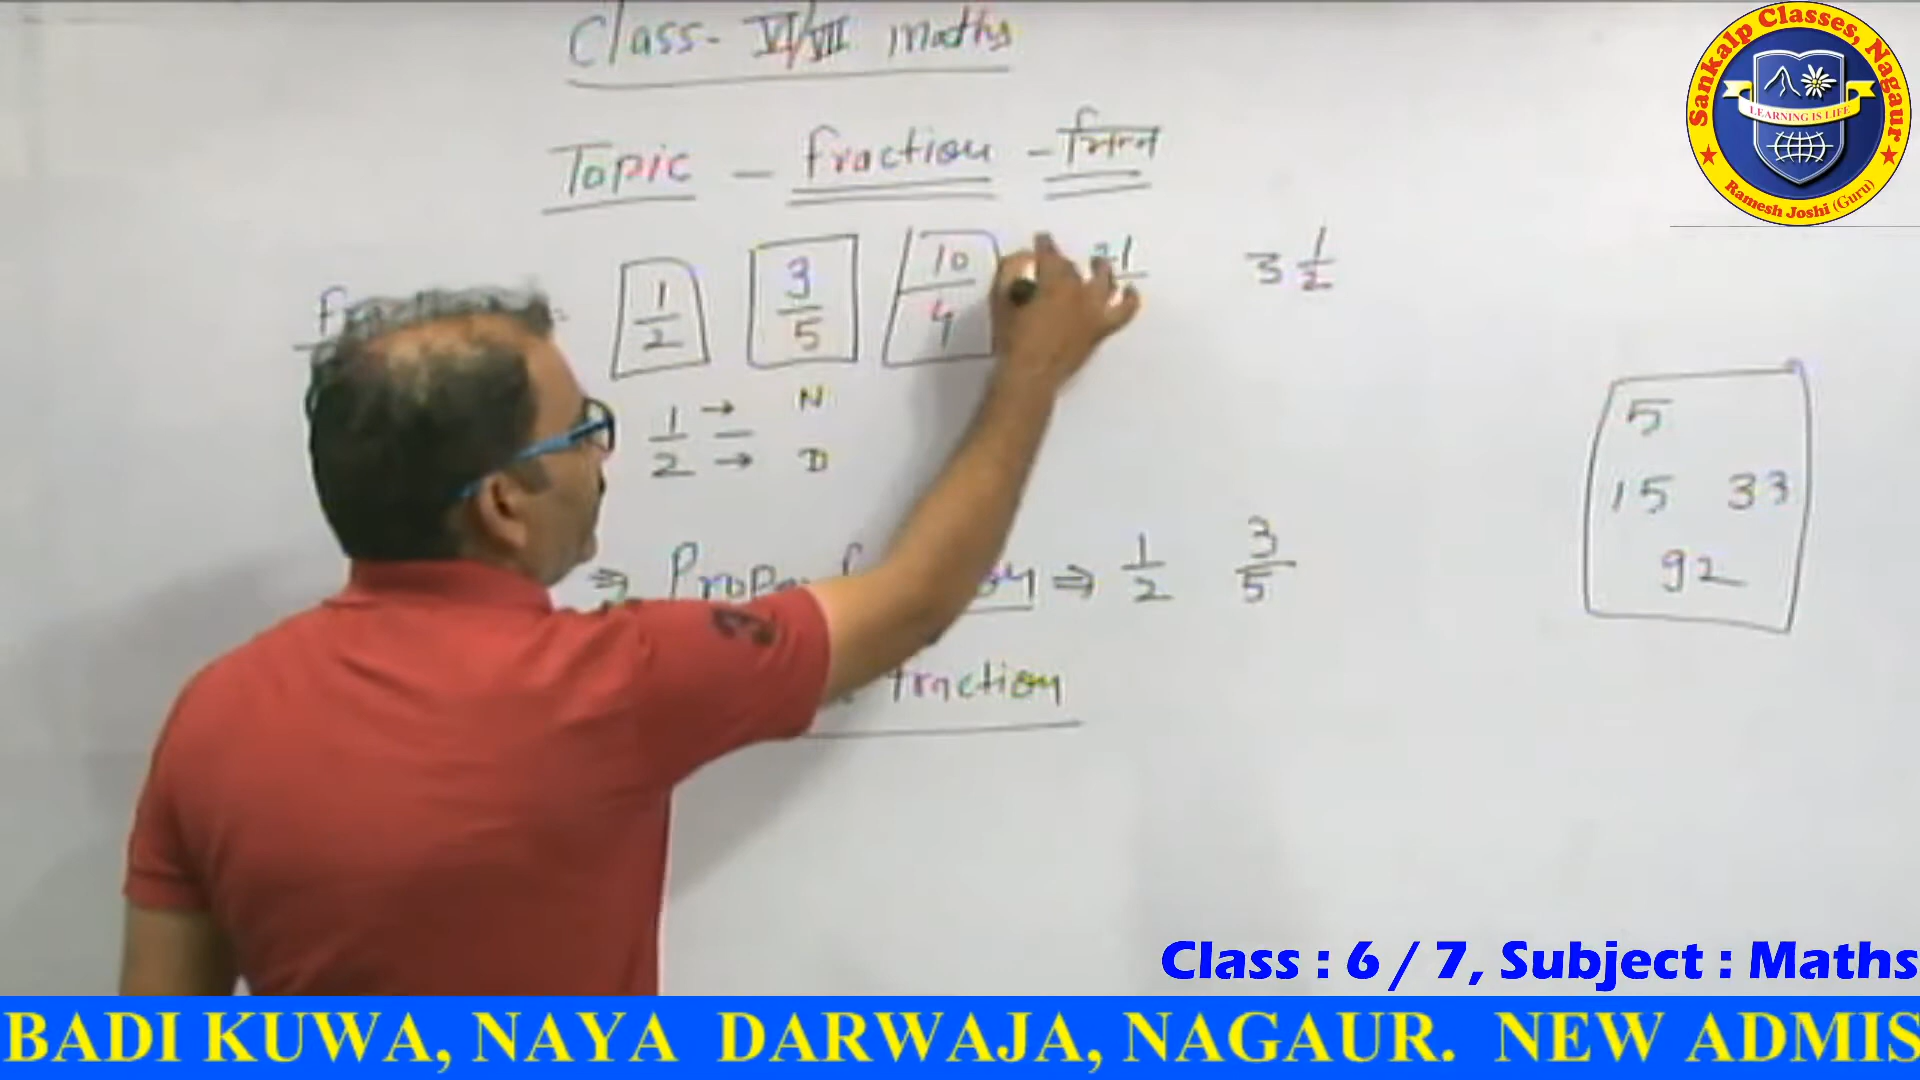 Class - VI/VII maths
Topic - fraction - भिन्न
1/2 3/5 10/4 21 3 1/2
1/2 → N
→ D
⇒ Proper f ⇒ 1/2 3/5
fraction
5
15 33
92
Sankalp Classes, Nagaur
LEARNING IS LIFE
Ramesh Joshi (Guru)
Class : 6 / 7, Subject : Maths
BADI KUWA, NAYA DARWAJA, NAGAUR. NEW ADMIS